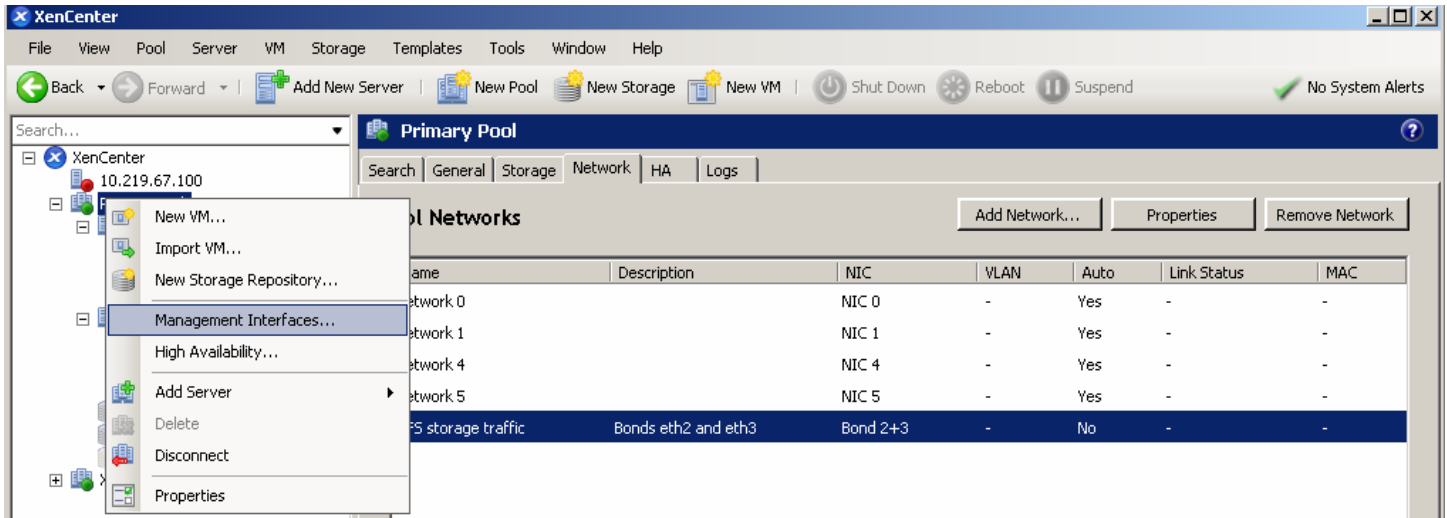 XenCenter
File View Pool Server VM Storage Templates Tools Window Help
Back Forward Add New Server New Pool New Storage New VM Shut Down Reboot Suspend No System Alerts
Search...
Primary Pool
XenCenter
10.219.67.100
Search General Storage Network HA Logs
New VM...
Import VM...
New Storage Repository...
Management Interfaces...
High Availability...
Add Server
Delete
Disconnect
Properties
ol Networks
Add Network... Properties Remove Network
ame Description NIC VLAN Auto Link Status MAC
etwork 0 NIC 0 - Yes - -
etwork 1 NIC 1 - Yes - -
etwork 4 NIC 4 - Yes - -
etwork 5 NIC 5 - Yes - -
FS storage traffic Bonds eth2 and eth3 Bond 2+3 - No - -